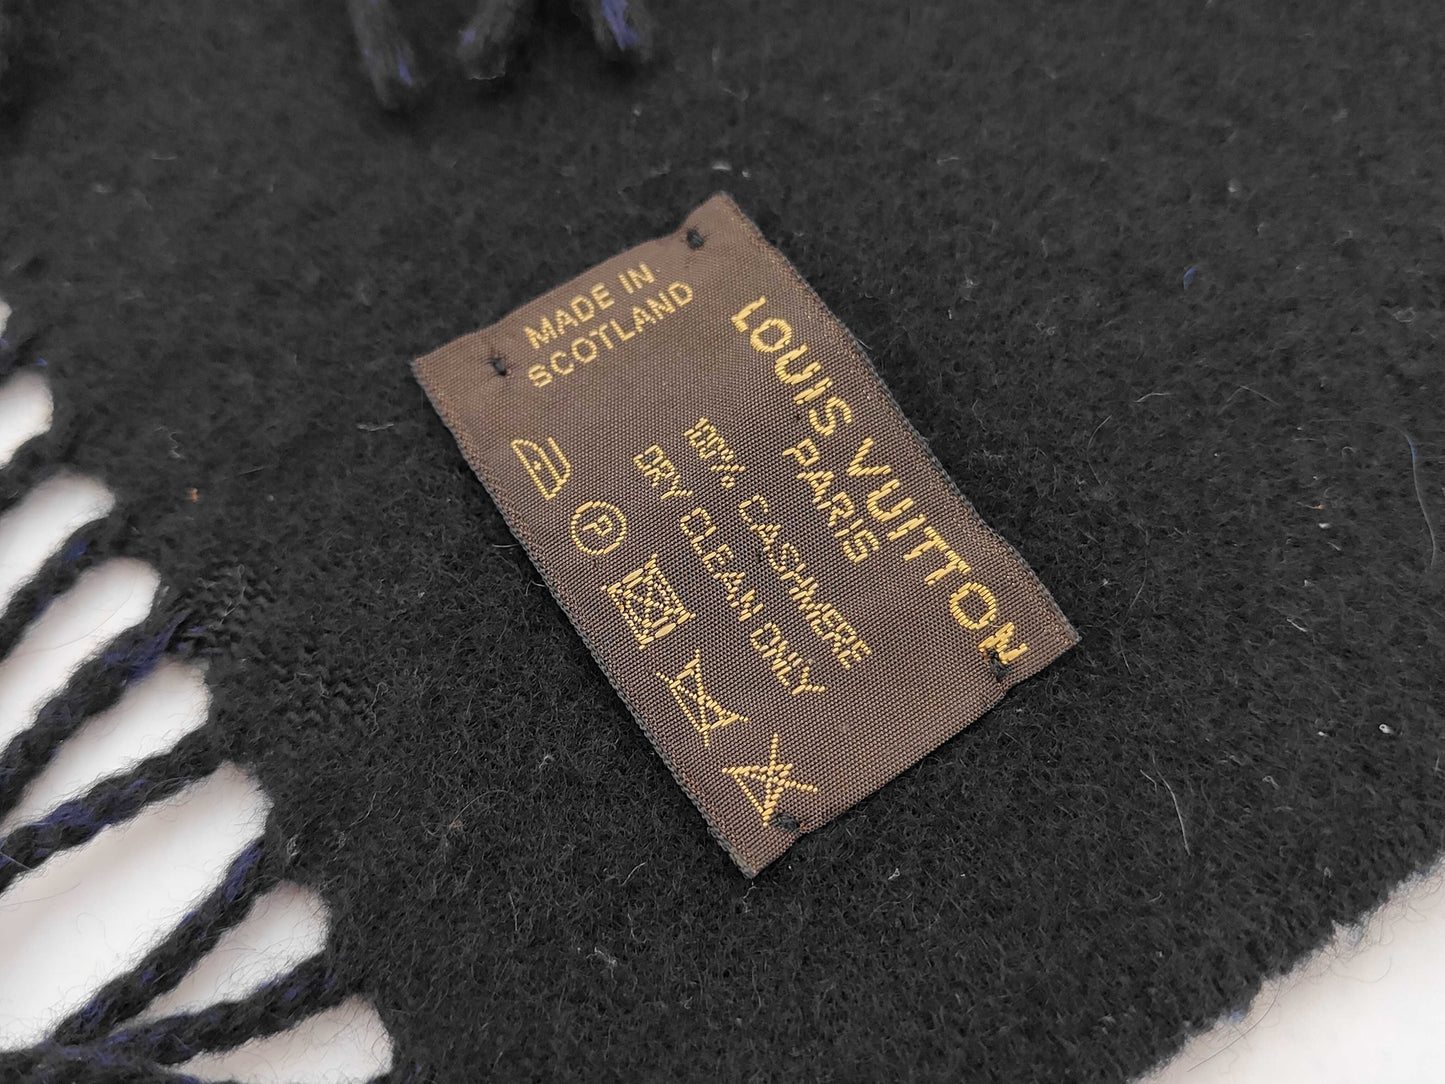 LOUIS VUITTON
PARIS
100% CASHMERE
DRY CLEAN ONLY
P
MADE IN
SCOTLAND